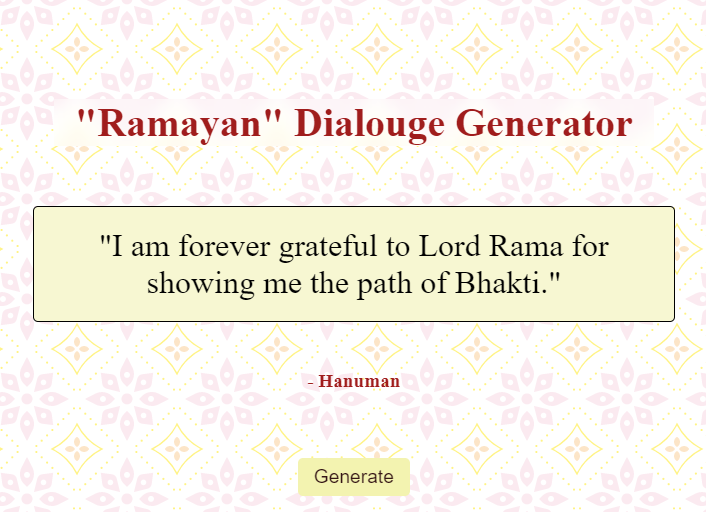 "Ramayan" Dialouge Generator
"I am forever grateful to Lord Rama for
showing me the path of Bhakti."
- Hanuman
Generate